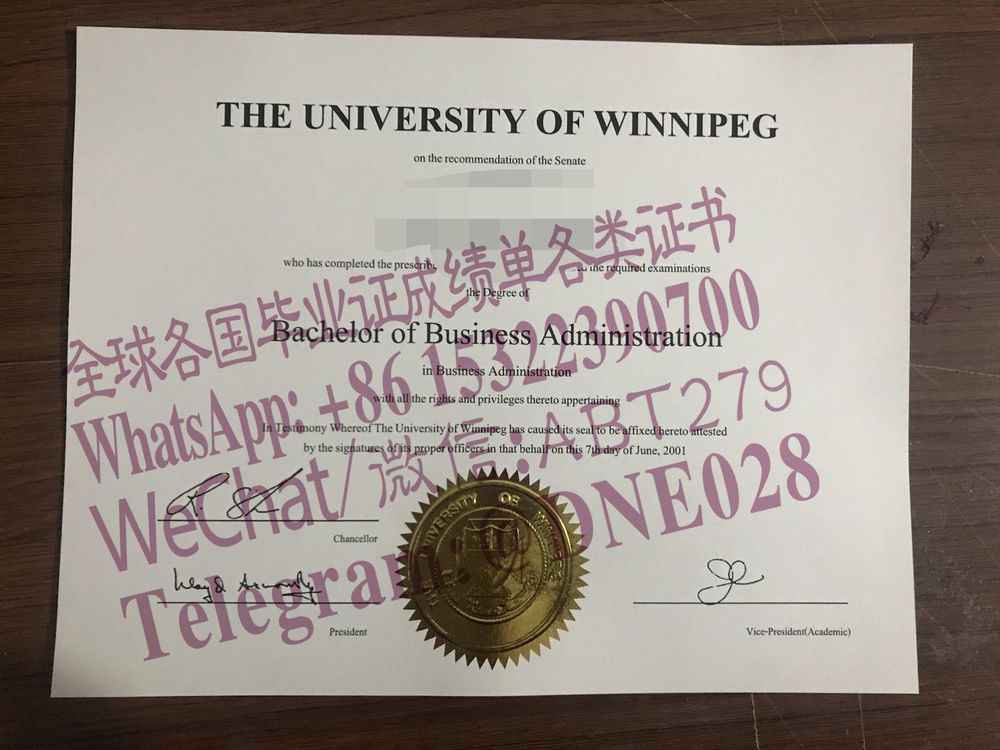 THE UNIVERSITY OF WINNIPEG
on the recommendation of the Senate
who has completed the prescrib
the required examinations
the Degree of
Bachelor of Business Administration
in Business Administration
with all the rights and privileges thereto appertaining
In Testimony Whereof The University of Winnipeg has caused its seal to be affixed hereto attested
by the signatures of its proper officers in that behalf on this 7th day of June, 2001
Chancellor
President
Vice-President(Academic)
UNIVERSITY OF
全球各国毕业证成绩单各类证书
WhatsApp: +86 15322390700
WeChat/微信:ABT279
Telegram: @ONE028